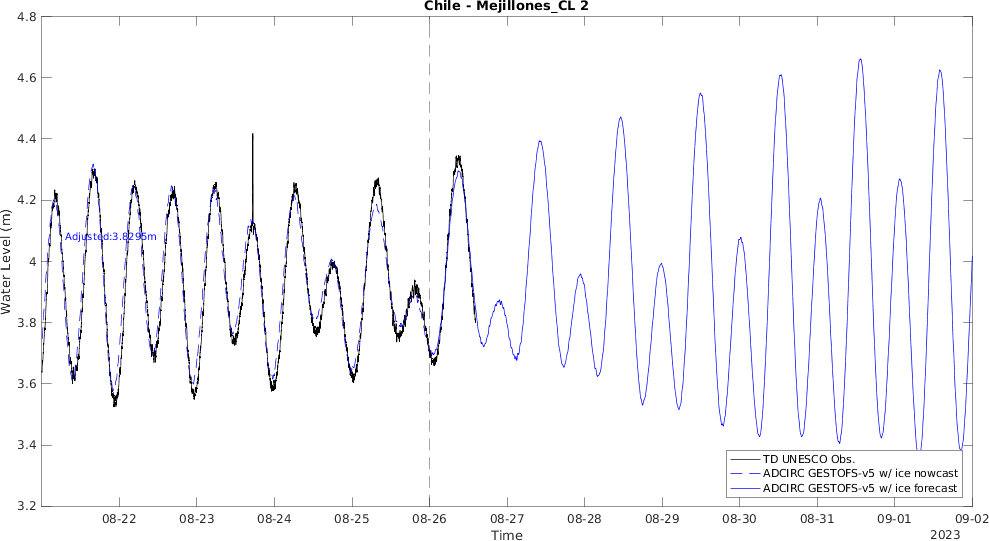 Chile - Mejillones_CL 2
4.8
4.6
4.4
4.2
4
3.8
3.6
3.4
3.2
Water Level (m)
Adjusted:3.8295m
TD UNESCO Obs.
ADCIRC GESTOFS-v5 w/ ice nowcast
ADCIRC GESTOFS-v5 w/ ice forecast
08-22 08-23 08-24 08-25 08-26 08-27 08-28 08-29 08-30 08-31 09-01 09-02
Time
2023